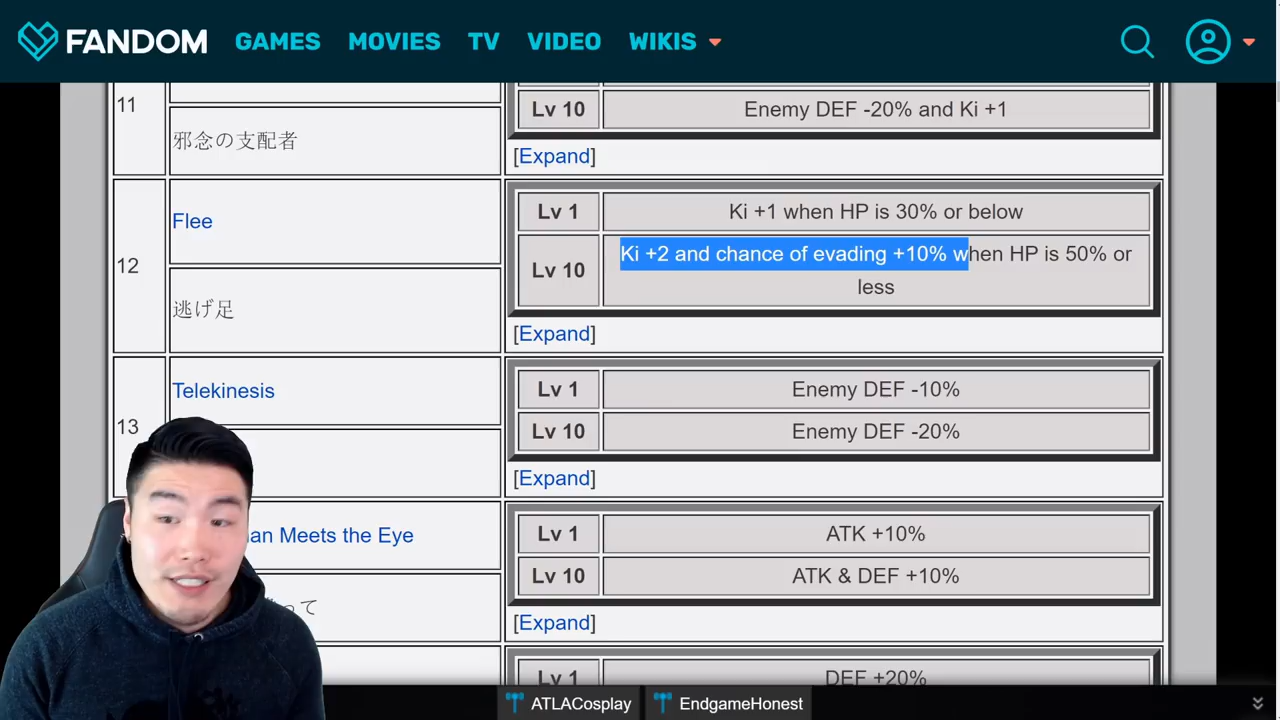 FANDOM GAMES MOVIES TV VIDEO WIKIS
11
Lv 10 Enemy DEF -20% and Ki +1
邪念の支配者
[Expand]
12
Flee
Lv 1 Ki +1 when HP is 30% or below
Lv 10 Ki +2 and chance of evading +10% when HP is 50% or
less
逃げ足
[Expand]
13
Telekinesis
Lv 1 Enemy DEF -10%
Lv 10 Enemy DEF -20%
[Expand]
an Meets the Eye
Lv 1 ATK +10%
Lv 10 ATK & DEF +10%
って
[Expand]
Lv 1 DEF +20%
ATLACosplay EndgameHonest